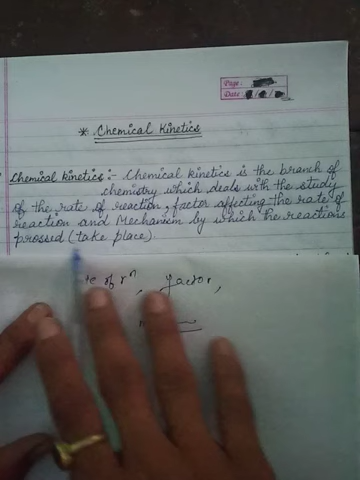 Page:
Date: / /
* Chemical Kinetics
Chemical kinetics :- Chemical kinetics is the branch of
chemistry which deals with the study
of the rate of reaction, factor affecting the rate of
reaction and Mechanism by which the reactions
prossed (take place)
te of rⁿ, factor,